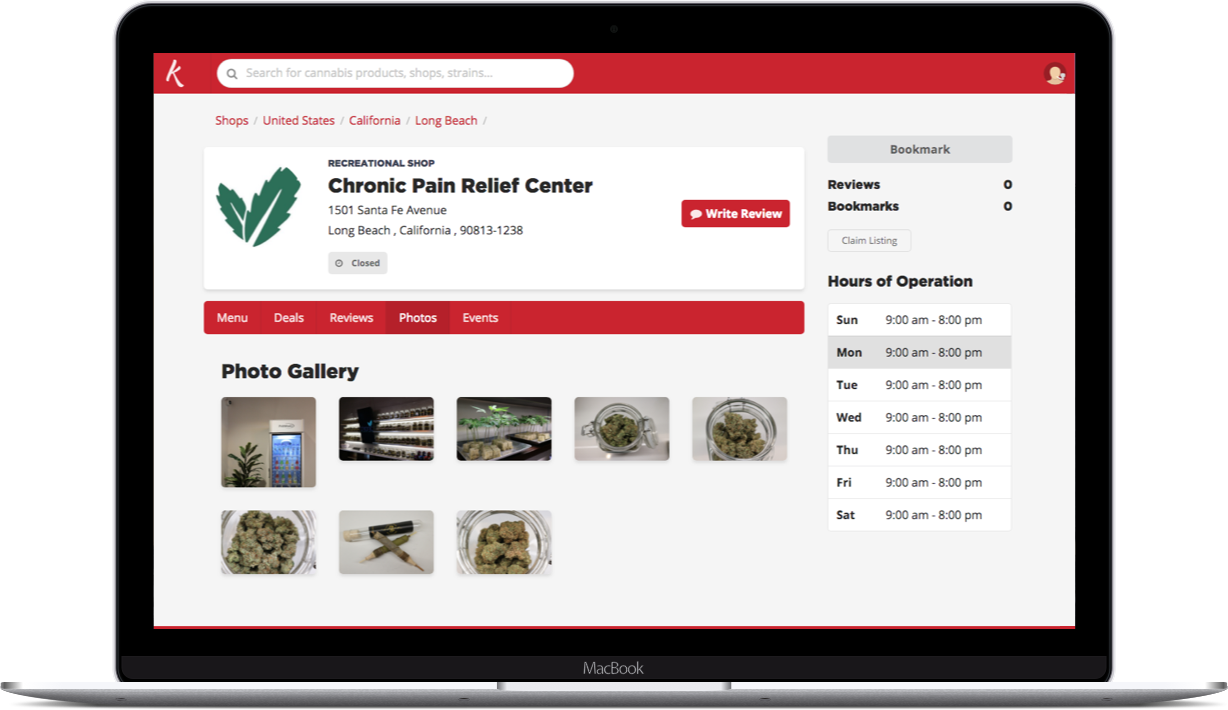 k
Search for cannabis products, shops, strains...
Shops / United States / California / Long Beach /
Bookmark
RECREATIONAL SHOP
Chronic Pain Relief Center
1501 Santa Fe Avenue
Long Beach , California , 90813-1238
Write Review
Closed
Reviews 0
Bookmarks 0
Claim Listing
Menu Deals Reviews Photos Events
Hours of Operation
Sun 9:00 am - 8:00 pm
Mon 9:00 am - 8:00 pm
Tue 9:00 am - 8:00 pm
Wed 9:00 am - 8:00 pm
Thu 9:00 am - 8:00 pm
Fri 9:00 am - 8:00 pm
Sat 9:00 am - 8:00 pm
Photo Gallery
MacBook